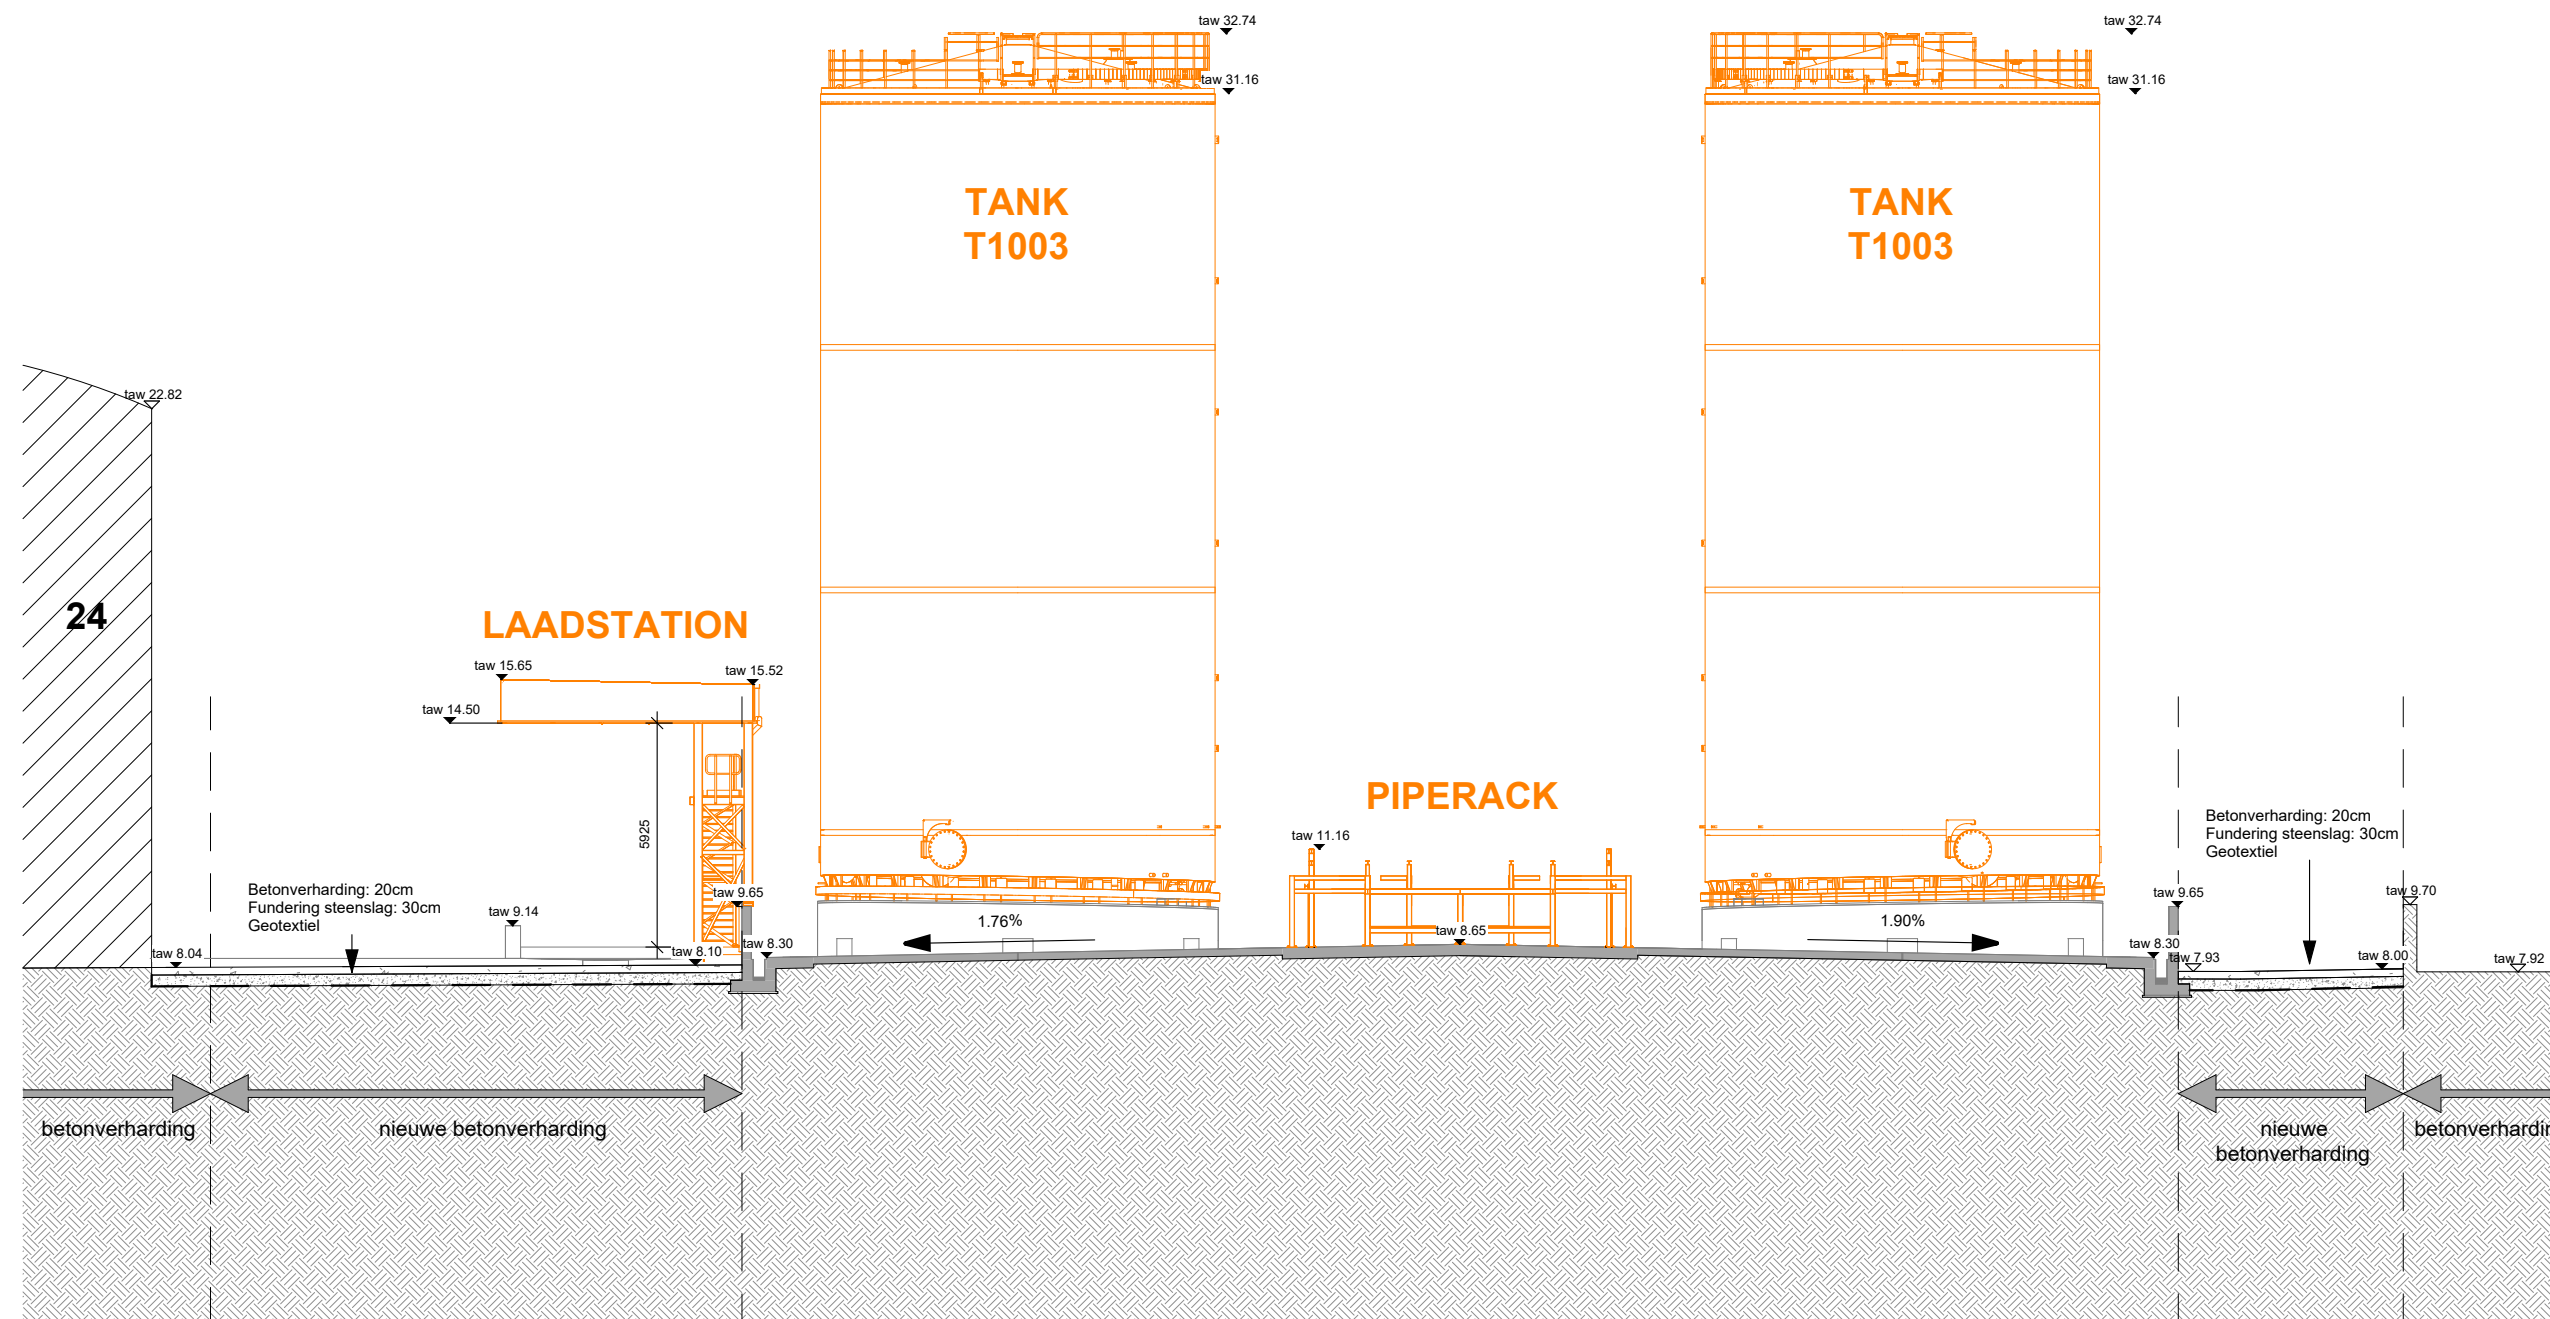 taw 32.74
taw 32.74
taw 31.16
taw 31.16
TANK
T1003
TANK
T1003
taw 22.82
24
LAADSTATION
taw 15.65
taw 15.52
taw 14.50
5925
PIPERACK
taw 11.16
Betonverharding: 20cm
Fundering steenslag: 30cm
Geotextiel
Betonverharding: 20cm
Fundering steenslag: 30cm
Geotextiel
taw 9.65
taw 9.14
1.76%
taw 8.65
1.90%
taw 9.65
taw 9.70
taw 8.04
taw 8.10
taw 8.30
taw 8.30
taw 7.93
taw 8.00
taw 7.92
betonverharding
nieuwe betonverharding
nieuwe
betonverharding
betonverhardin